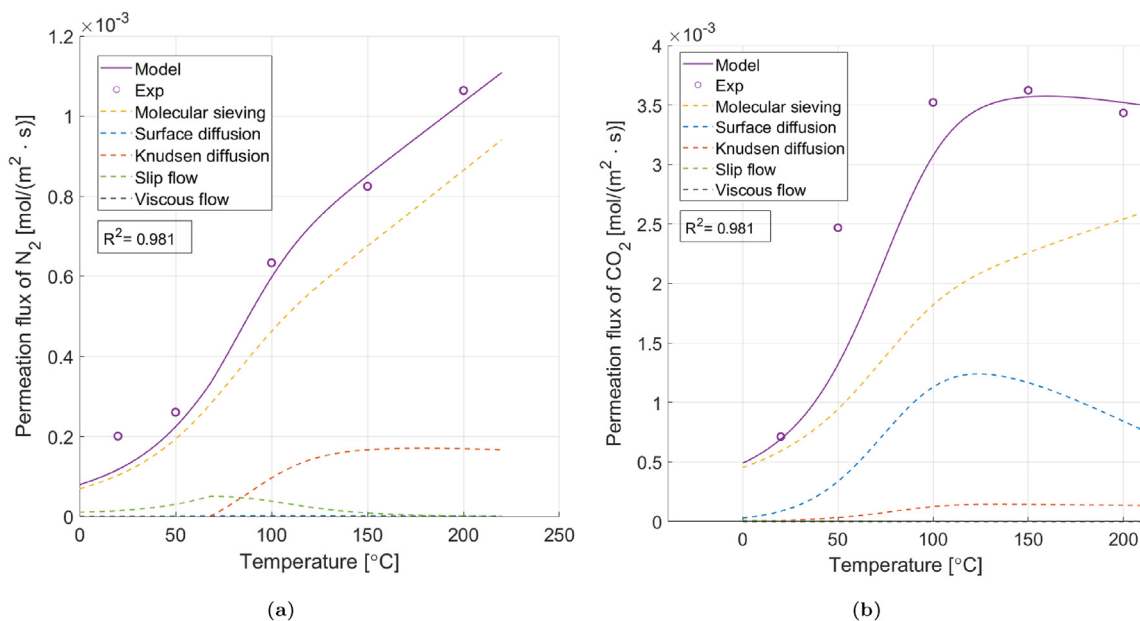 ×10⁻³
1.2
1
0.8
0.6
0.4
0.2
0
Permeation flux of N₂ [mol/(m² · s)]
Model
Exp
Molecular sieving
Surface diffusion
Knudsen diffusion
Slip flow
Viscous flow
R²= 0.981
0 50 100 150 200 250
Temperature [°C]
(a)
×10⁻³
4
3.5
3
2.5
2
1.5
1
0.5
0
Permeation flux of CO₂ [mol/(m² · s)]
Model
Exp
Molecular sieving
Surface diffusion
Knudsen diffusion
Slip flow
Viscous flow
R²= 0.981
0 50 100 150 200
Temperature [°C]
(b)